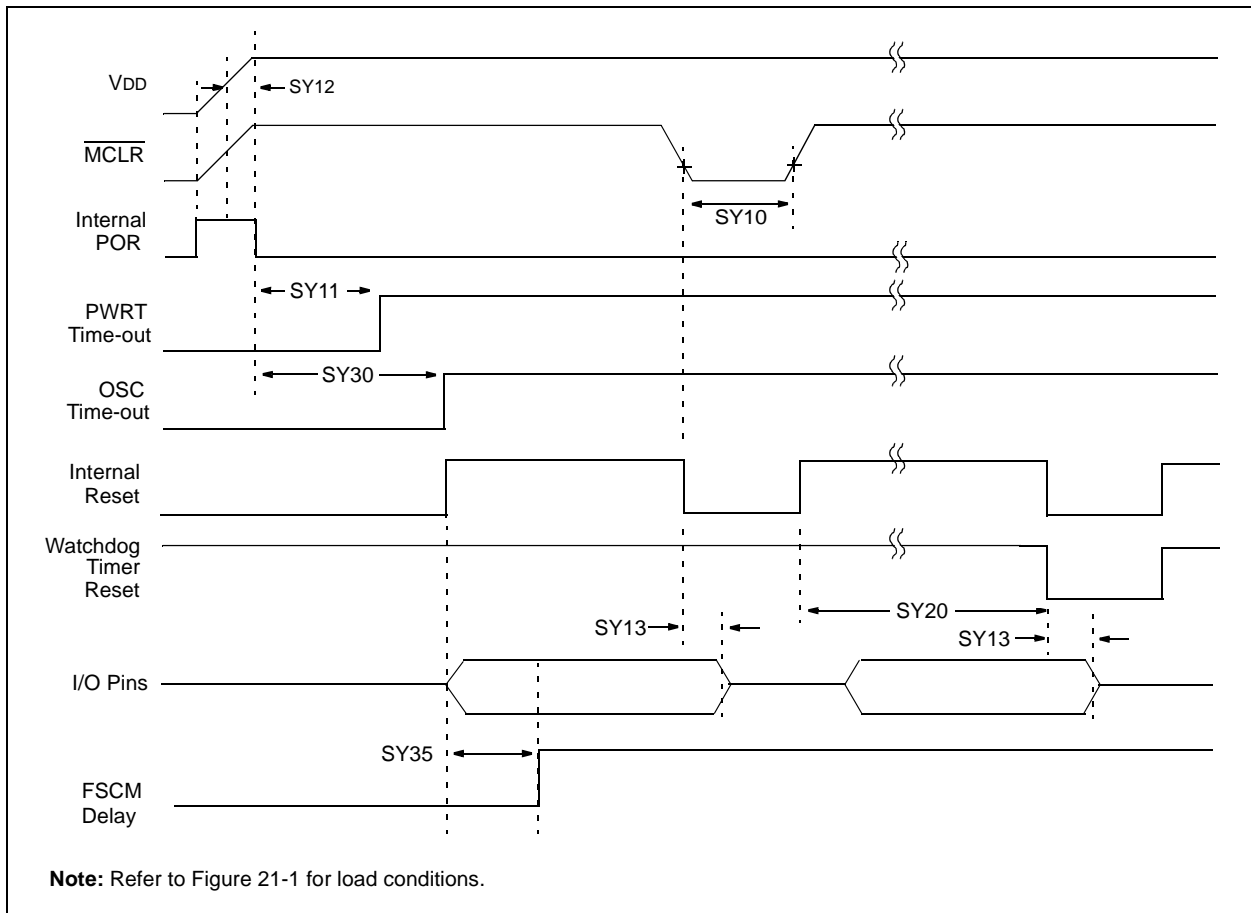 VDD
SY12
MCLR
SY10
Internal
POR
SY11
PWRT
Time-out
SY30
OSC
Time-out
Internal
Reset
Watchdog
Timer
Reset
SY20
SY13
SY13
I/O Pins
SY35
FSCM
Delay
Note: Refer to Figure 21-1 for load conditions.